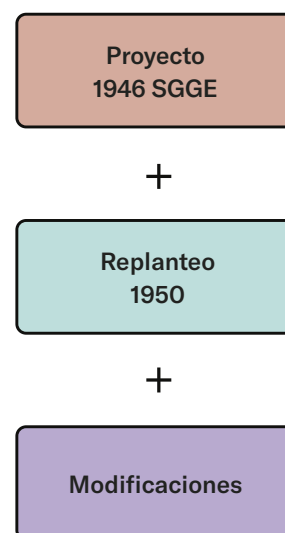 Proyecto
1946 SGGE
+
Replanteo
1950
+
Modificaciones